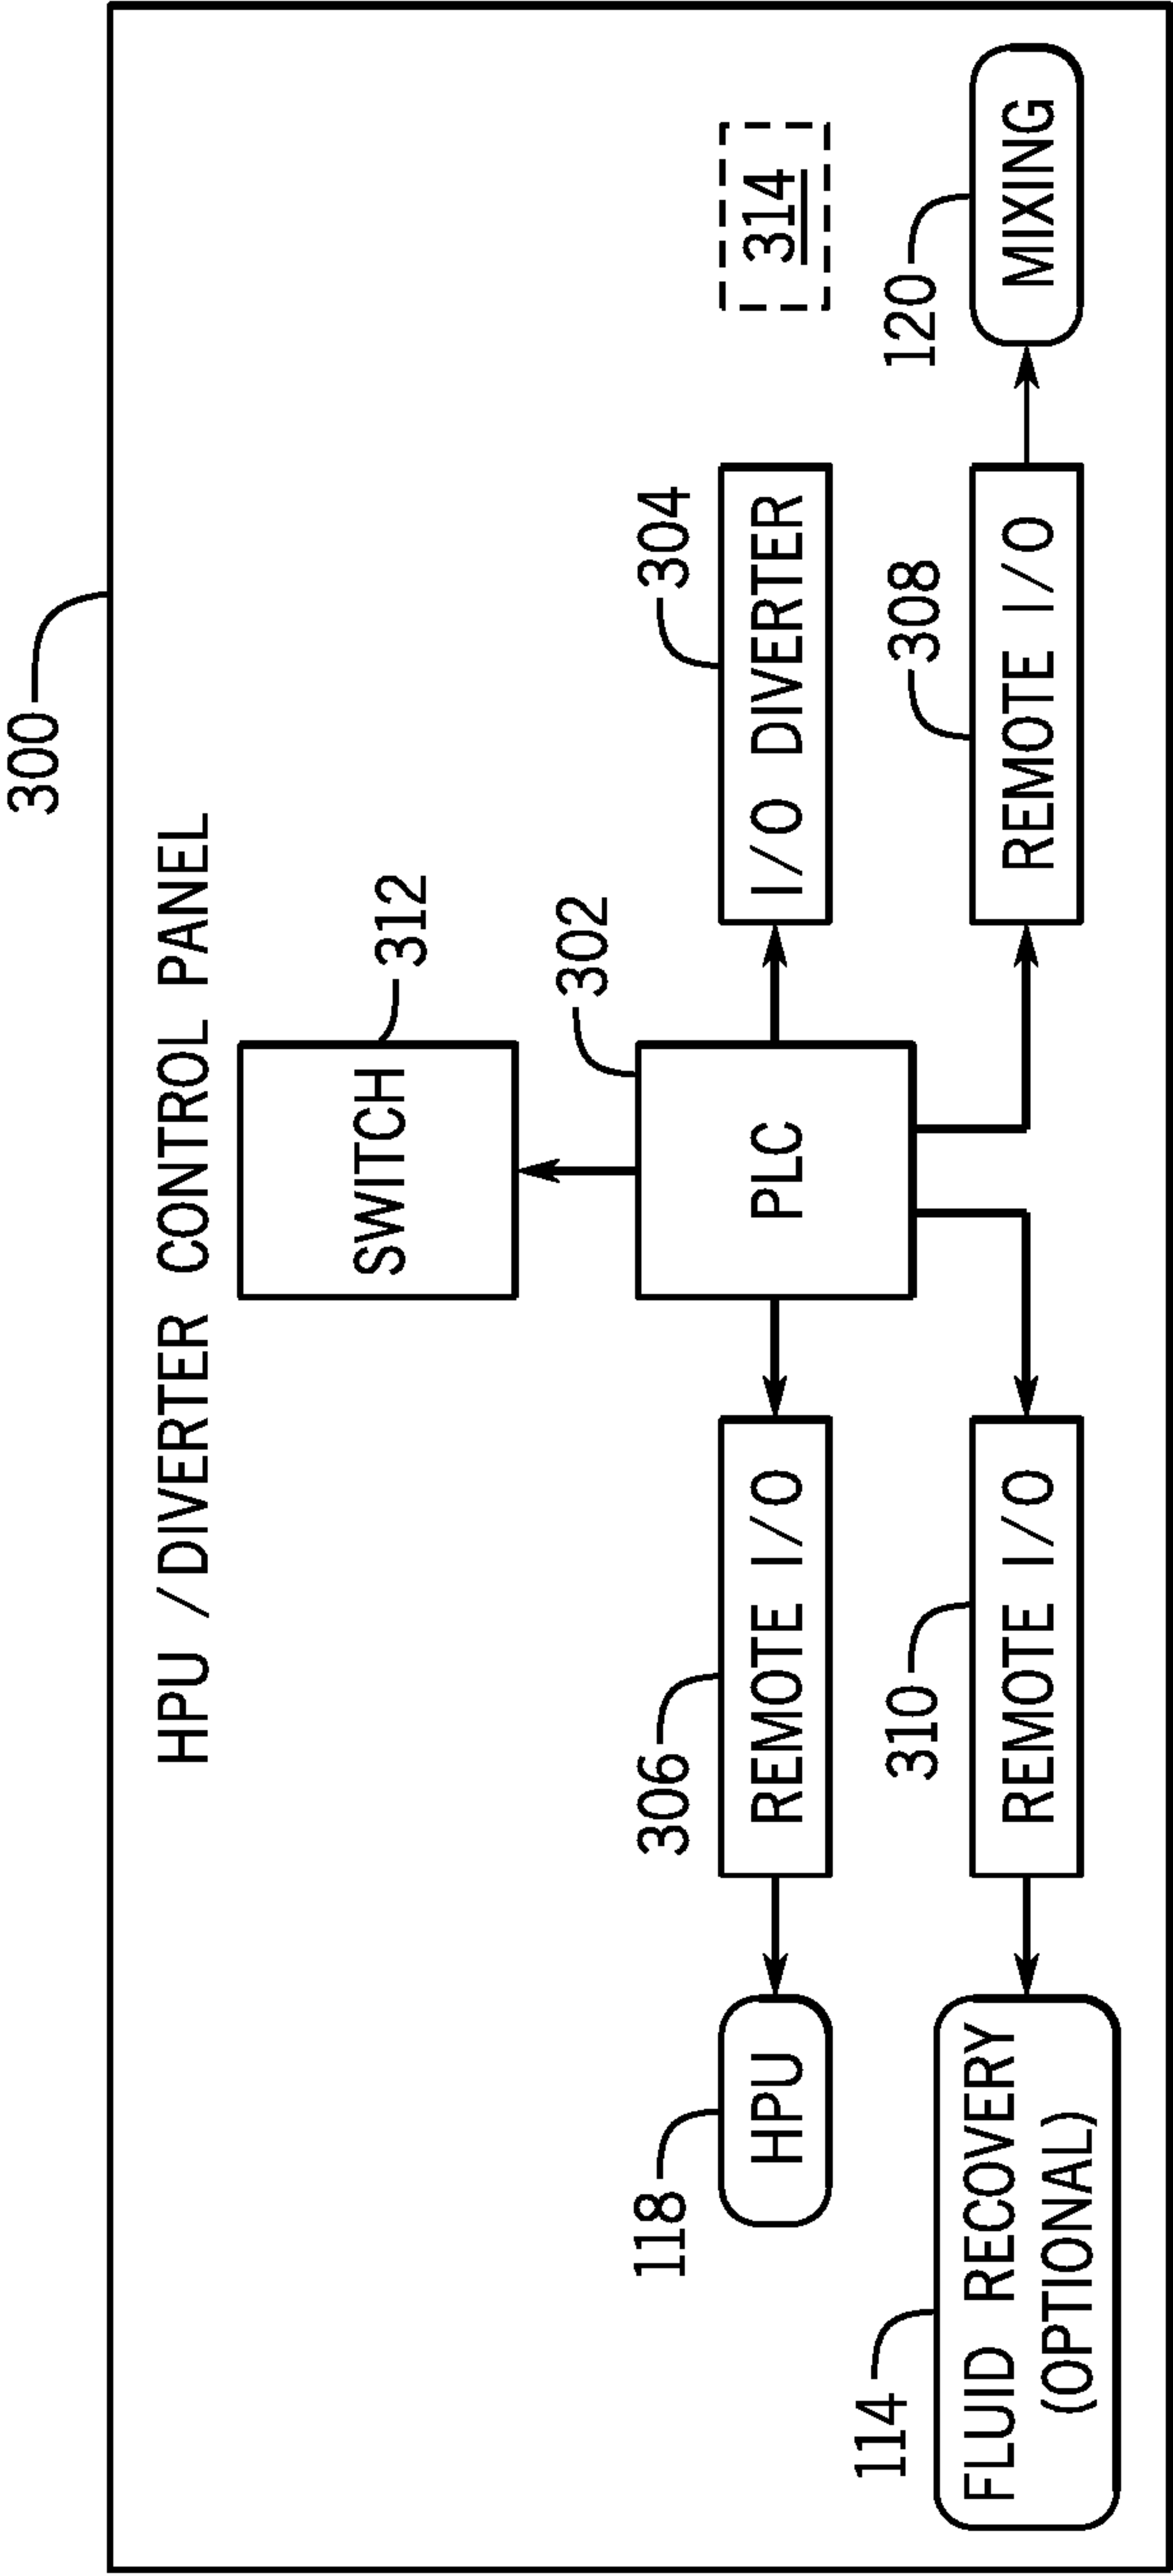 300
HPU / DIVERTER CONTROL PANEL
SWITCH
312
302
PLC
118
HPU
306
REMOTE I/O
304
I/O DIVERTER
314
114
FLUID RECOVERY
(OPTIONAL)
310
REMOTE I/O
308
REMOTE I/O
120
MIXING